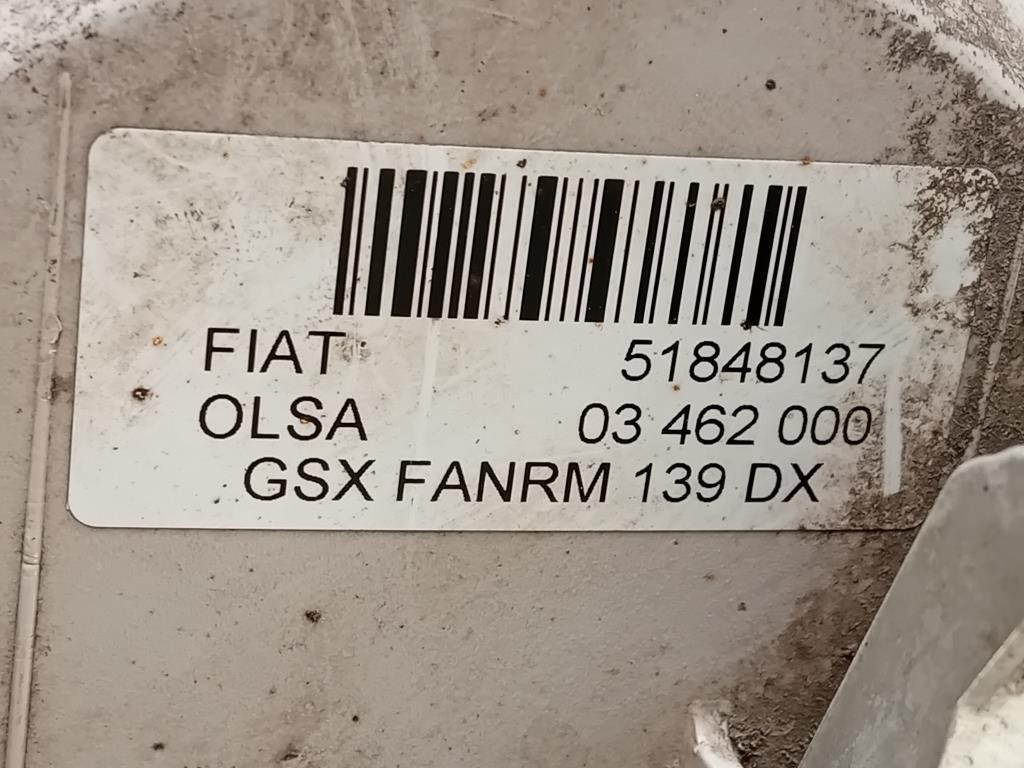 FIAT 51848137
OLSA 03 462 000
GSX FANRM 139 DX